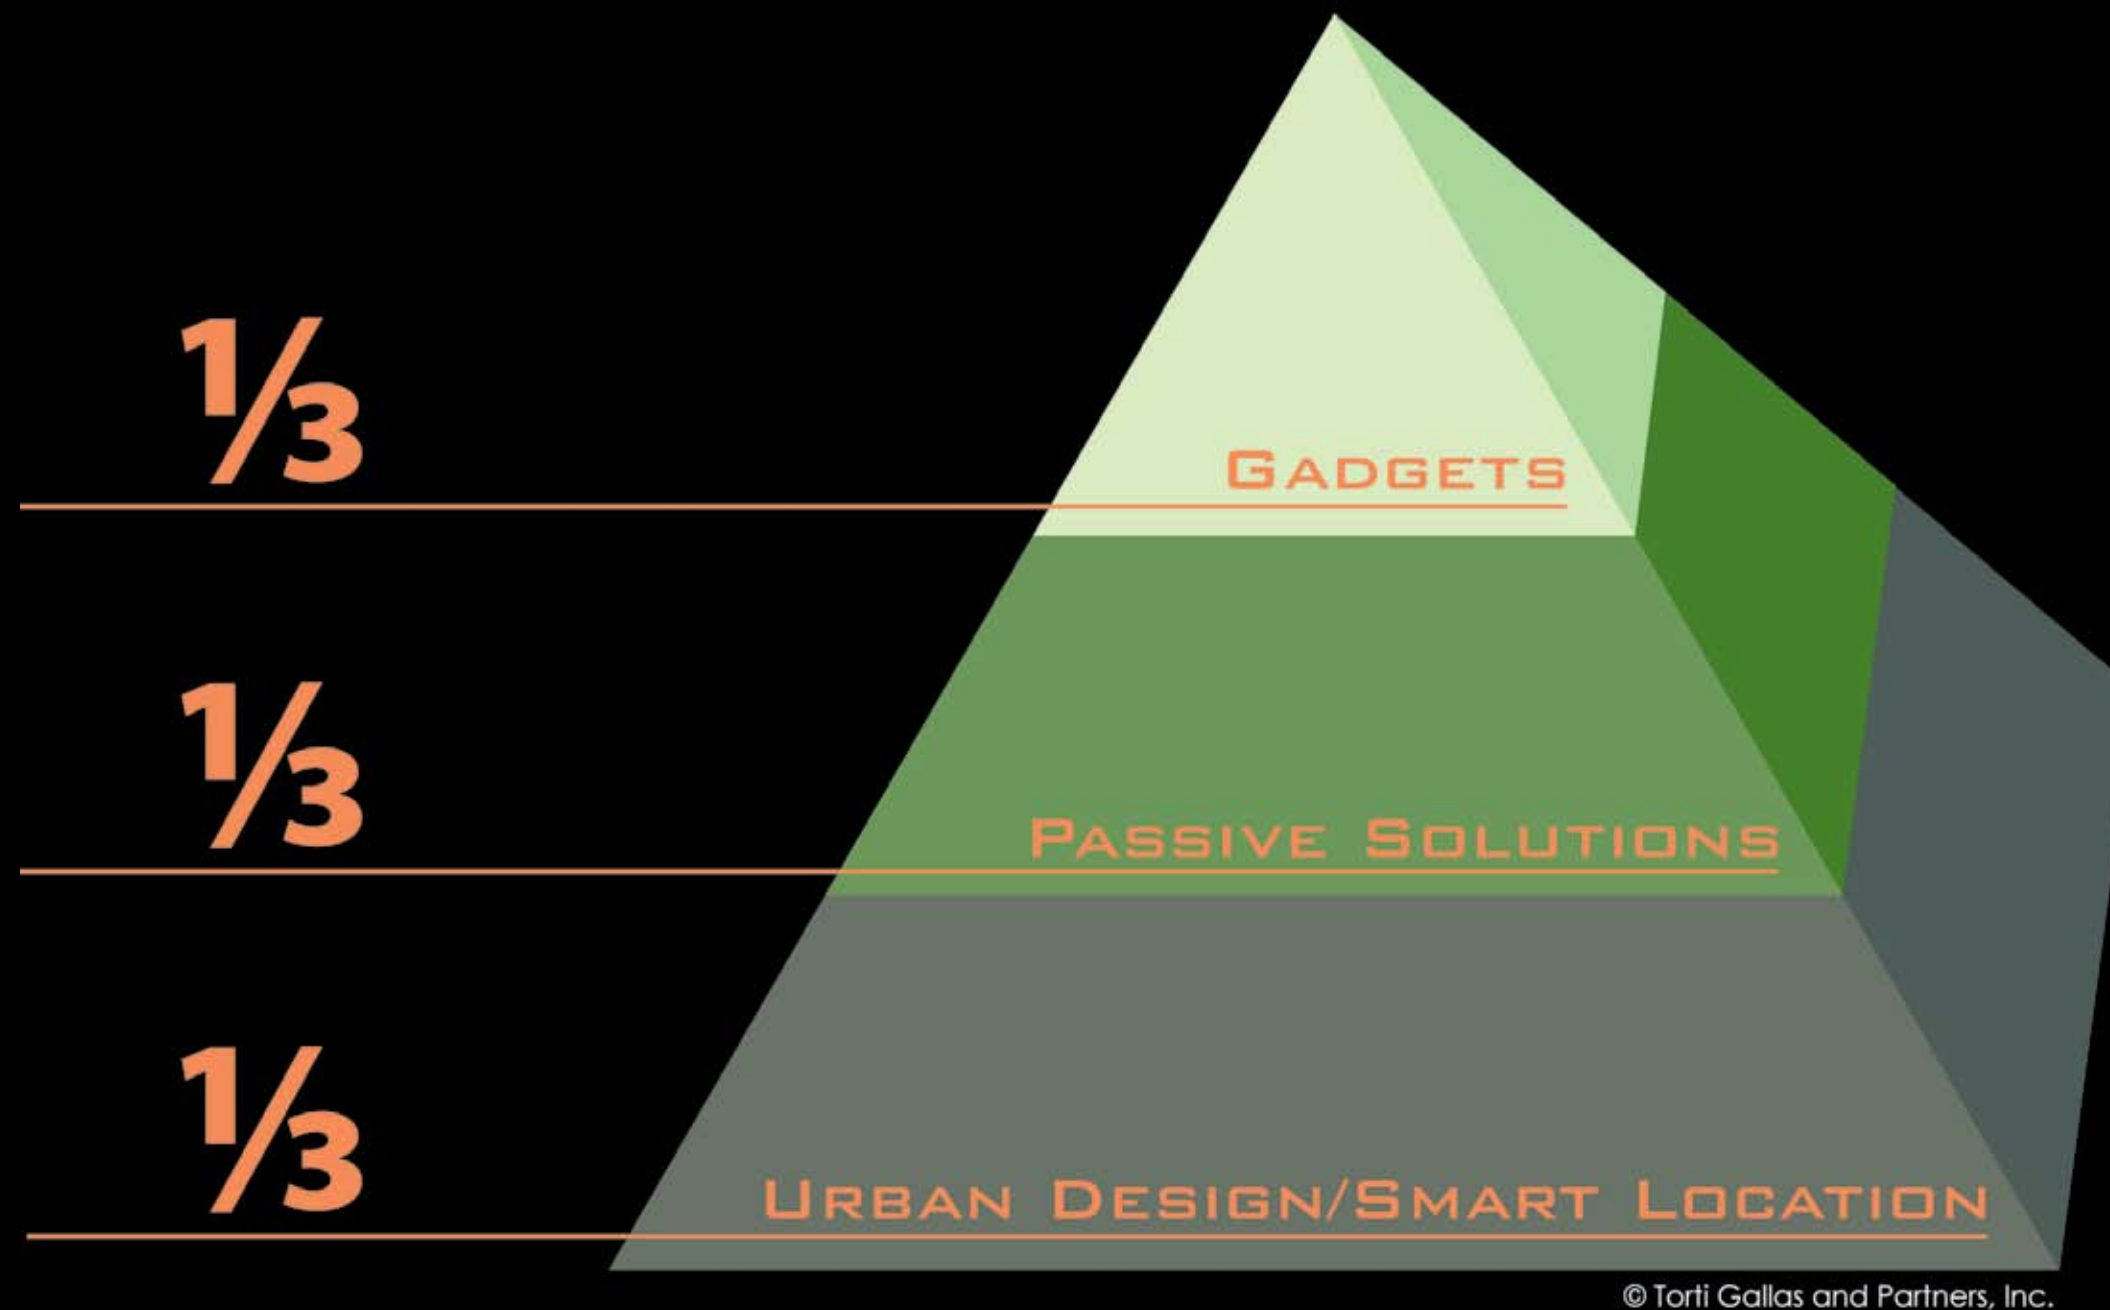 1/3
GADGETS
1/3
PASSIVE SOLUTIONS
1/3
URBAN DESIGN/SMART LOCATION
© Torti Gallas and Partners, Inc.